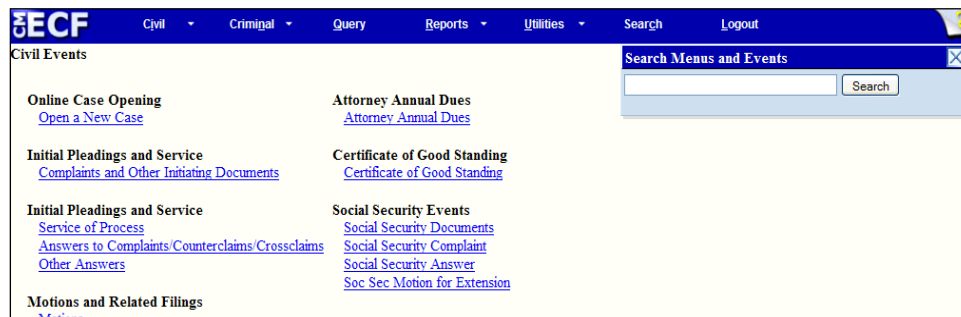 CM ECF Civil Criminal Query Reports Utilities Search Logout ?
Civil Events
Search Menus and Events
Search
Online Case Opening
Open a New Case
Initial Pleadings and Service
Complaints and Other Initiating Documents
Initial Pleadings and Service
Service of Process
Answers to Complaints/Counterclaims/Crossclaims
Other Answers
Motions and Related Filings
Motions
Attorney Annual Dues
Attorney Annual Dues
Certificate of Good Standing
Certificate of Good Standing
Social Security Events
Social Security Documents
Social Security Complaint
Social Security Answer
Soc Sec Motion for Extension